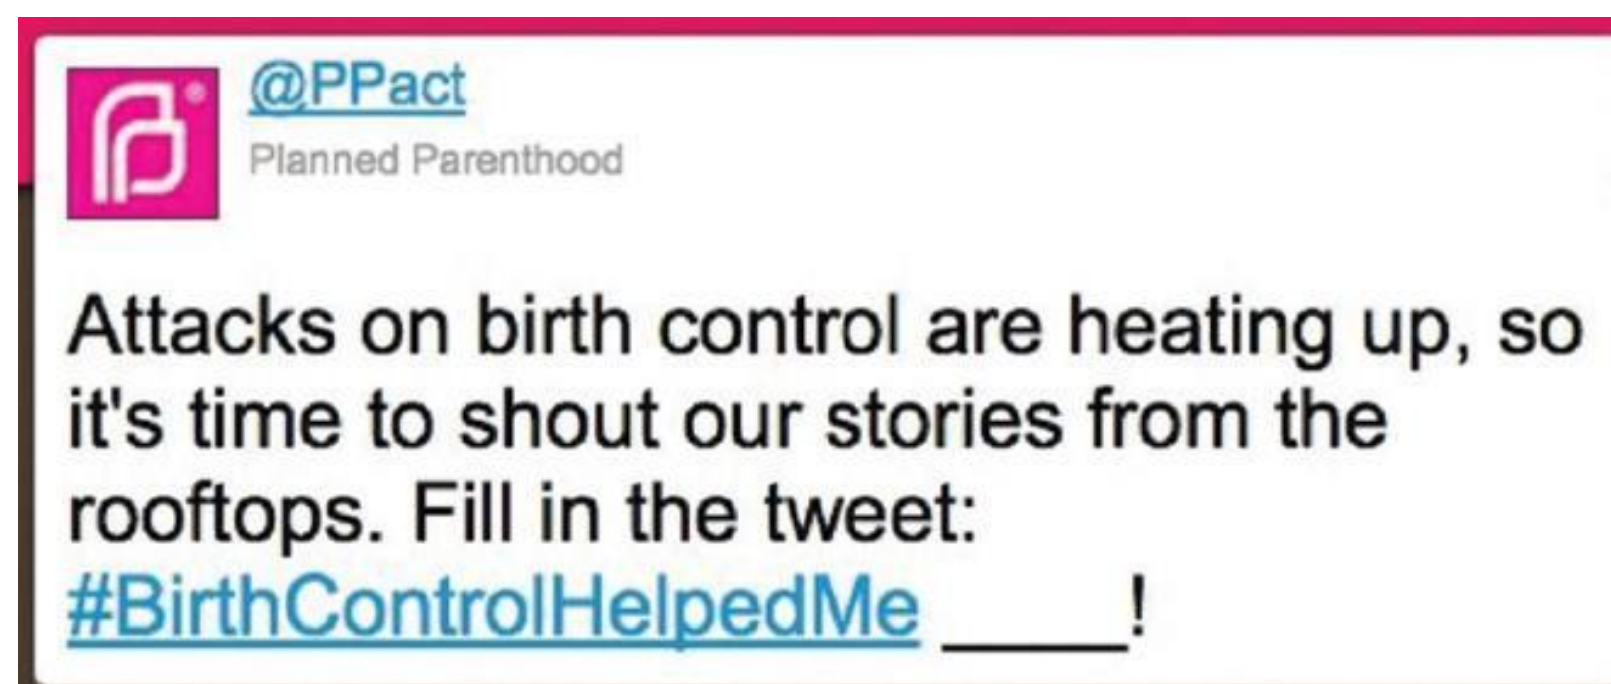 @PPact
Planned Parenthood
Attacks on birth control are heating up, so
it's time to shout our stories from the
rooftops. Fill in the tweet:
#BirthControlHelpedMe _____!